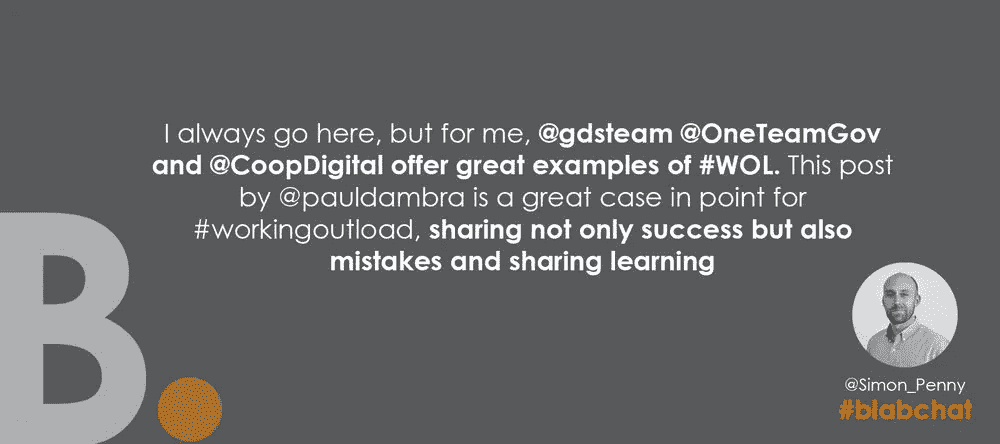 I always go here, but for me, @gdsteam @OneTeamGov
and @CoopDigital offer great examples of #WOL. This post
by @pauldambra is a great case in point for
#workingoutload, sharing not only success but also
mistakes and sharing learning
B.
@Simon_Penny
#blabchat